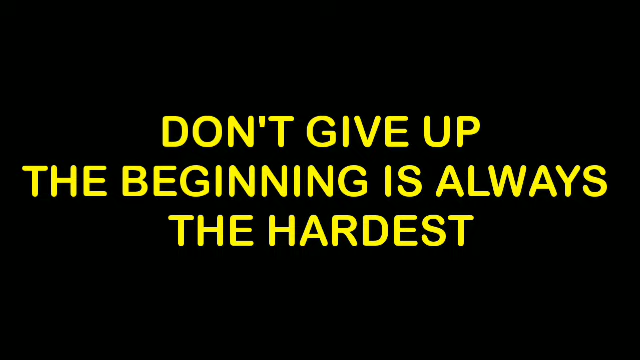 DON'T GIVE UP
THE BEGINNING IS ALWAYS
THE HARDEST